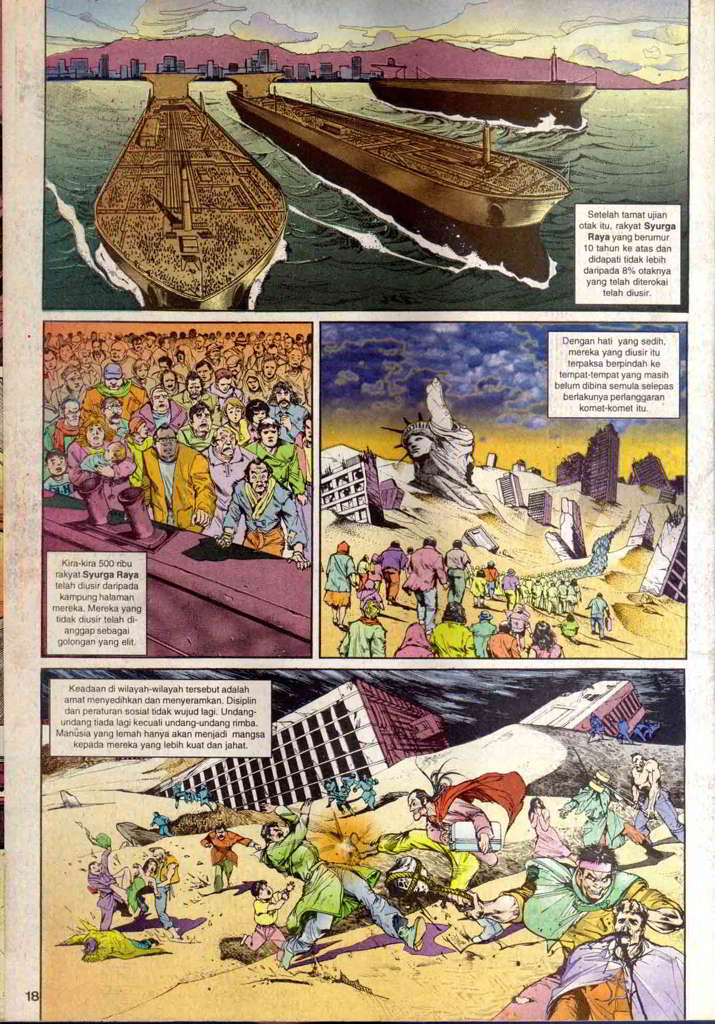 Setelah tamat ujian
otak itu, rakyat Syurga
Raya yang berumur
10 tahun ke atas dan
didapati tidak lebih
daripada 8% otaknya
yang telah diterokai
telah diusir.
Dengan hati yang sedih,
mereka yang diusir itu
terpaksa berpindah ke
tempat-tempat yang masih
belum dibina semula selepas
berlakunya perlanggaran
komet-komet itu.
Kira-kira 500 ribu
rakyat Syurga Raya
telah diusir daripada
kampung halaman
mereka. Mereka yang
tidak diusir telah di-
anggap sebagai
golongan yang elit.
Keadaan di wilayah-wilayah tersebut adalah
amat menyedihkan dan menyeramkan. Disiplin
dan peraturan sosial tidak wujud lagi. Undang-
undang tiada lagi kecuali undang-undang rimba.
Manusia yang lemah hanya akan menjadi mangsa
kepada mereka yang lebih kuat dan jahat.
18